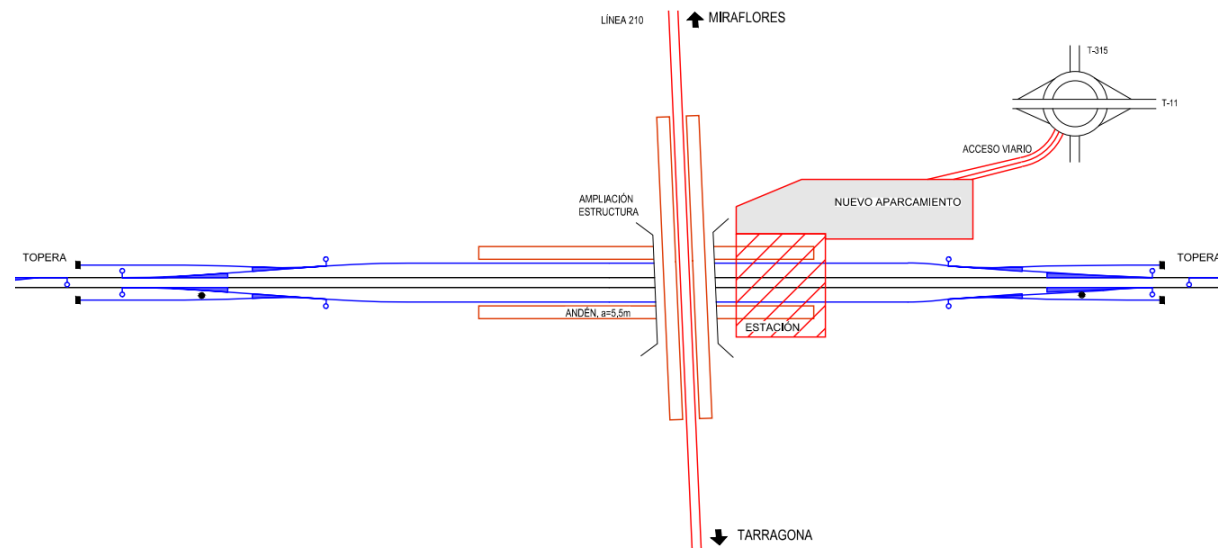 LÍNEA 210
MIRAFLORES
T-315
T-11
ACCESO VIARIO
AMPLIACIÓN
ESTRUCTURA
NUEVO APARCAMIENTO
TOPERA
TOPERA
ANDÉN, a=5,5m
ESTACIÓN
TARRAGONA